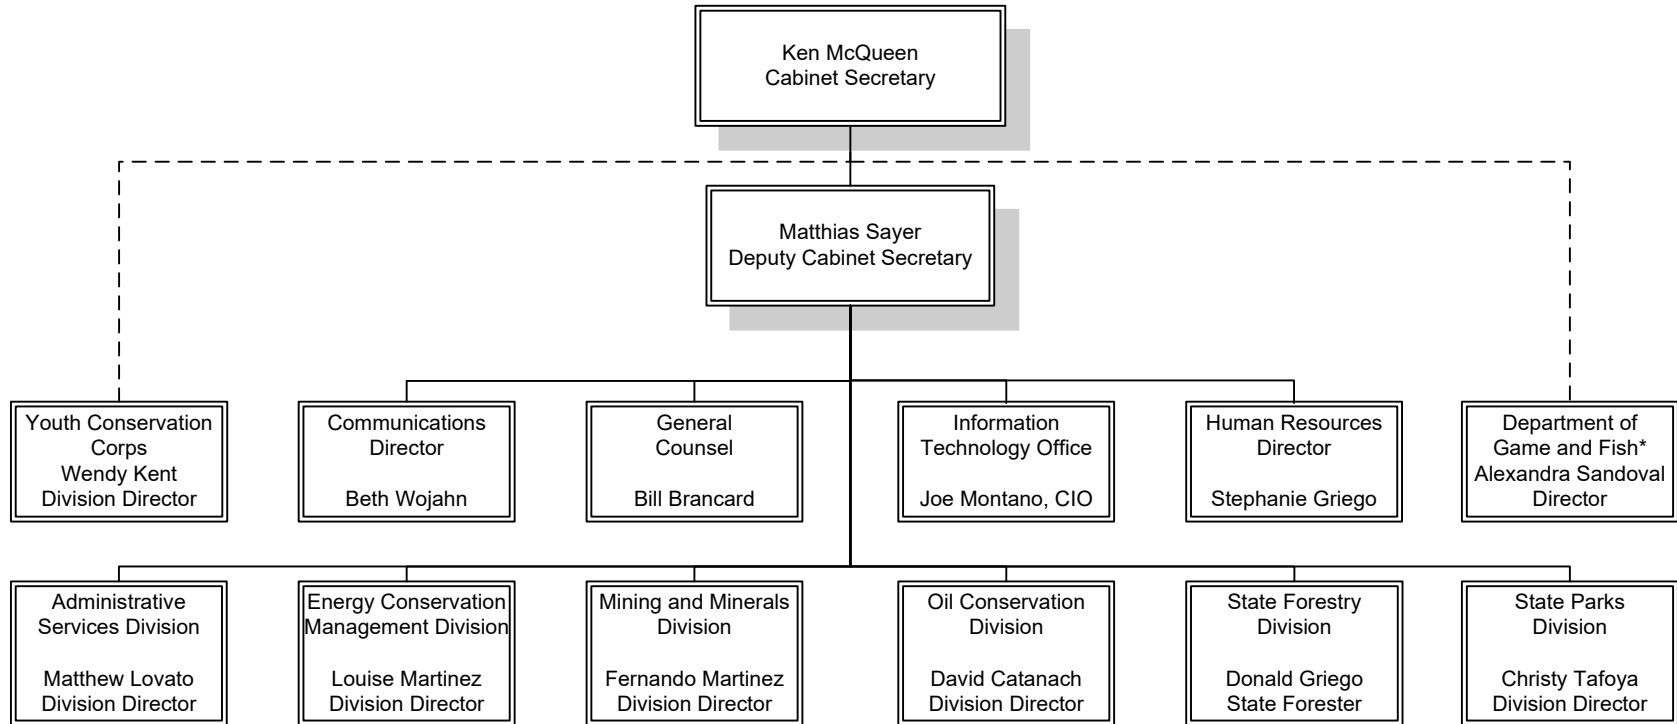 Ken McQueen
Cabinet Secretary
Matthias Sayer
Deputy Cabinet Secretary
Youth Conservation
Corps
Wendy Kent
Division Director
Communications
Director
Beth Wojahn
General
Counsel
Bill Brancard
Information
Technology Office
Joe Montano, CIO
Human Resources
Director
Stephanie Griego
Department of
Game and Fish*
Alexandra Sandoval
Director
Administrative
Services Division
Matthew Lovato
Division Director
Energy Conservation
Management Division
Louise Martinez
Division Director
Mining and Minerals
Division
Fernando Martinez
Division Director
Oil Conservation
Division
David Catanach
Division Director
State Forestry
Division
Donald Griego
State Forester
State Parks
Division
Christy Tafoya
Division Director